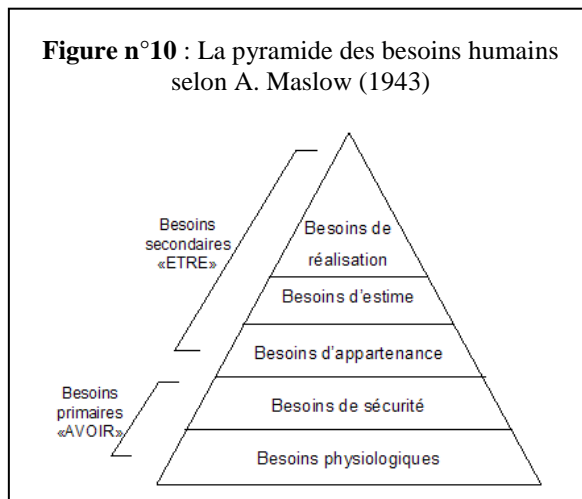 Figure n°10 : La pyramide des besoins humains
selon A. Maslow (1943)
Besoins
secondaires
«ETRE»
Besoins de
réalisation
Besoins d'estime
Besoins d'appartenance
Besoins
primaires
«AVOIR»
Besoins de sécurité
Besoins physiologiques